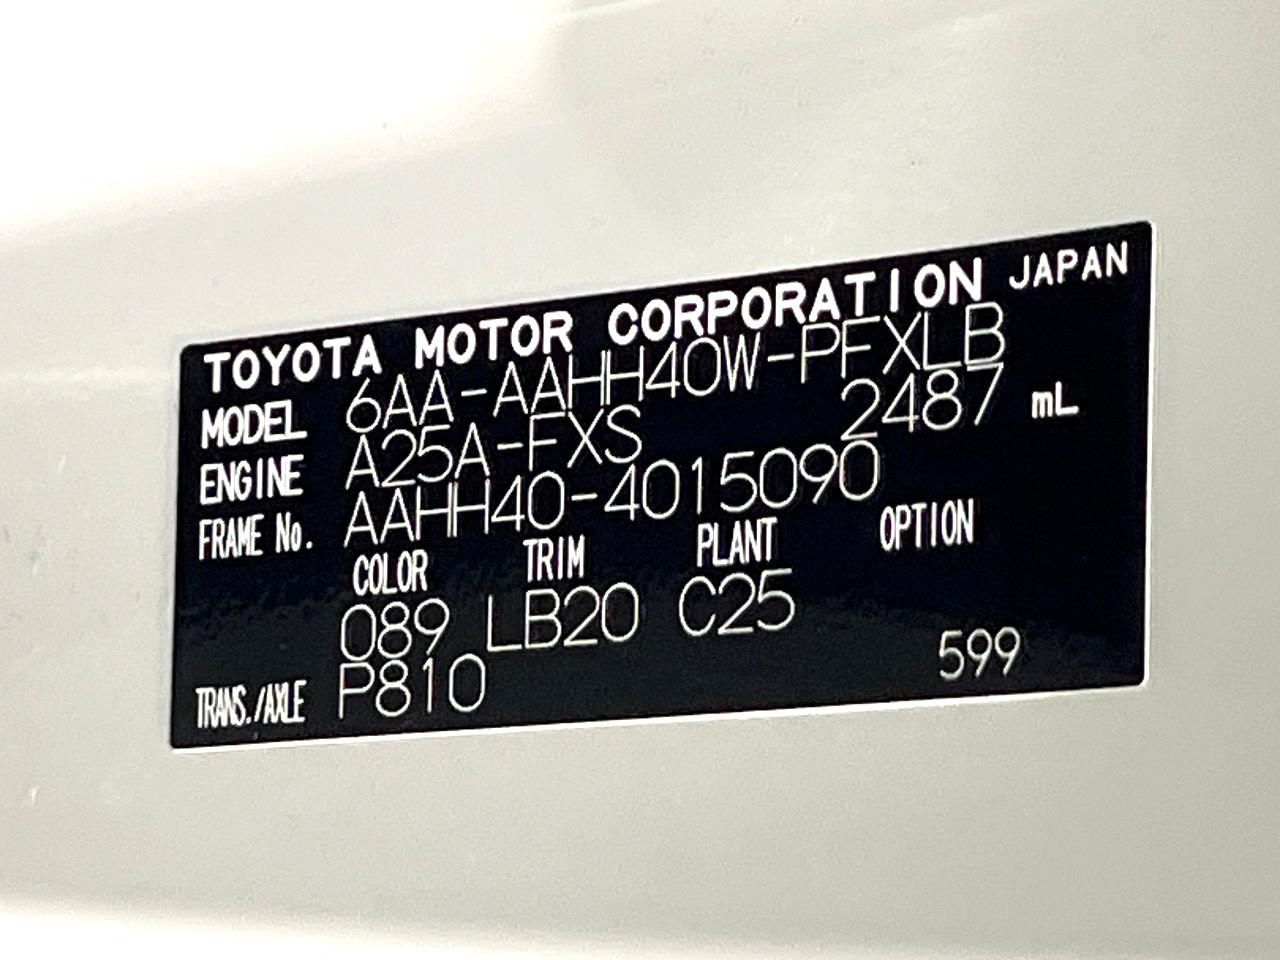 TOYOTA MOTOR CORPORATION JAPAN
MODEL 6AA-AAHH40W-PFXLB
ENGINE A25A-FXS 2487 mL
FRAME No. AAHH40-4015090
COLOR TRIM PLANT OPTION
089 LB20 C25
TRANS./AXLE P810 599